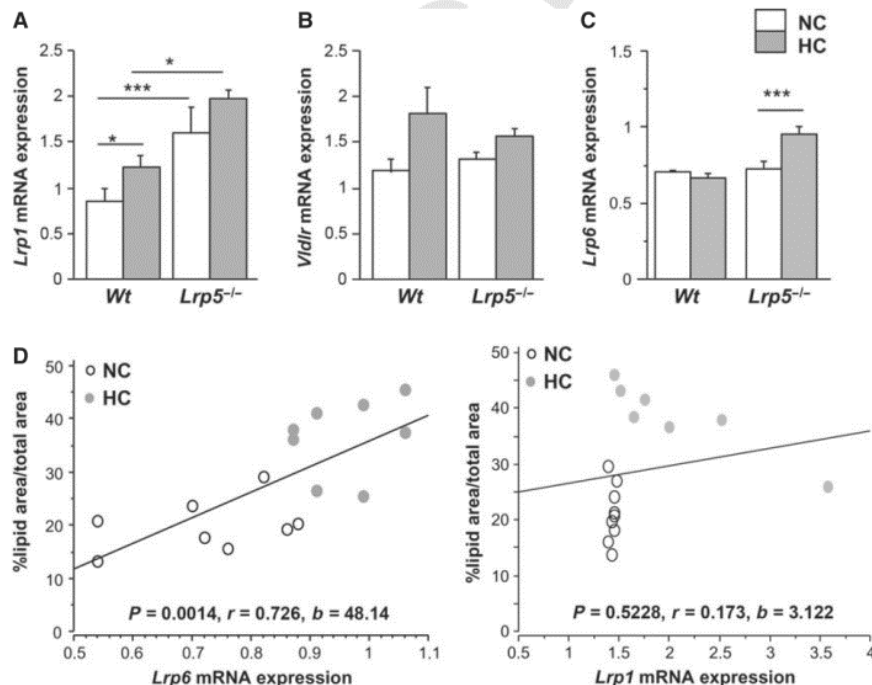 A
B
C
NC
HC
Lrp1 mRNA expression
2.5
2
1.5
1
0.5
0
*
***
*
Wt
Lrp5−/−
Vldlr mRNA expression
2.5
2
1.5
1
0.5
0
Wt
Lrp5−/−
Lrp6 mRNA expression
1.5
1
0.5
0
***
Wt
Lrp5−/−
D
NC
HC
%lipid area/total area
50
40
30
20
10
0
P = 0.0014, r = 0.726, b = 48.14
0.5 0.6 0.7 0.8 0.9 1 1.1
Lrp6 mRNA expression
NC
HC
%lipid area/total area
50
40
30
20
10
0
P = 0.5228, r = 0.173, b = 3.122
0.5 1 1.5 2 2.5 3 3.5 4
Lrp1 mRNA expression